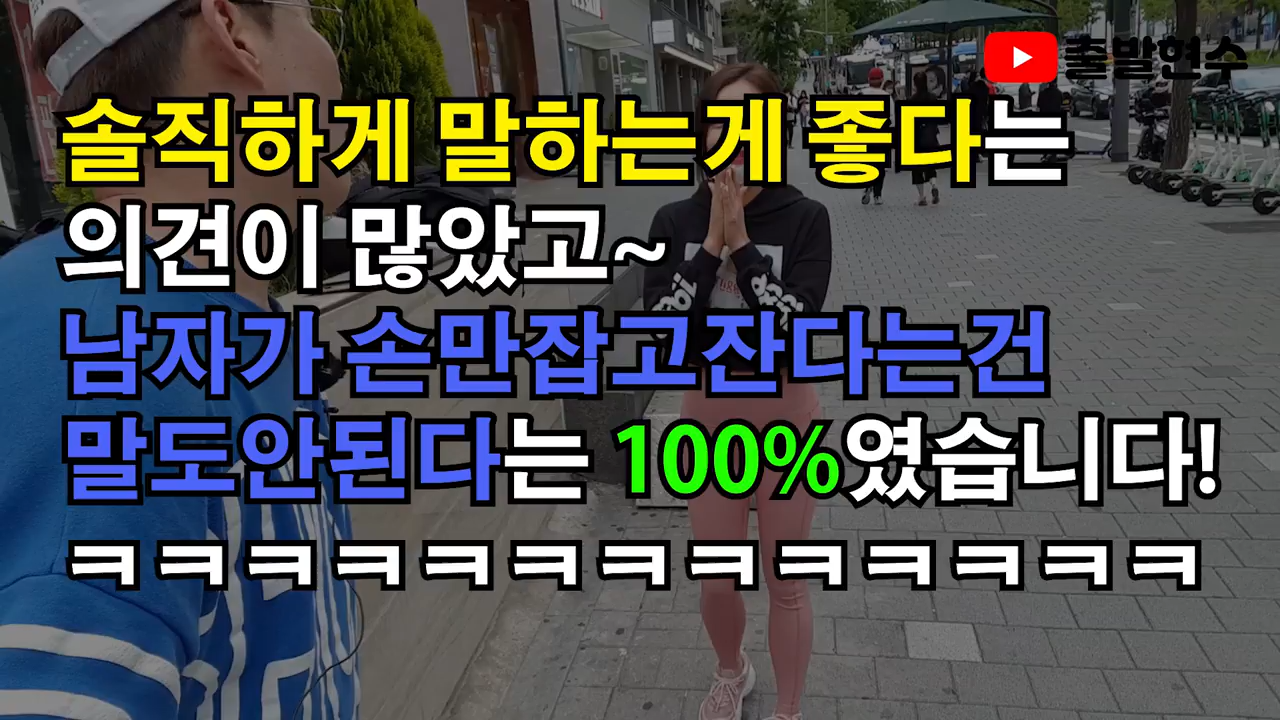 출발현수
솔직하게 말하는게 좋다는
의견이 많았고~
남자가 손만잡고잔다는건
말도안된다는 100%였습니다!
ㅋㅋㅋㅋㅋㅋㅋㅋㅋㅋㅋㅋㅋ